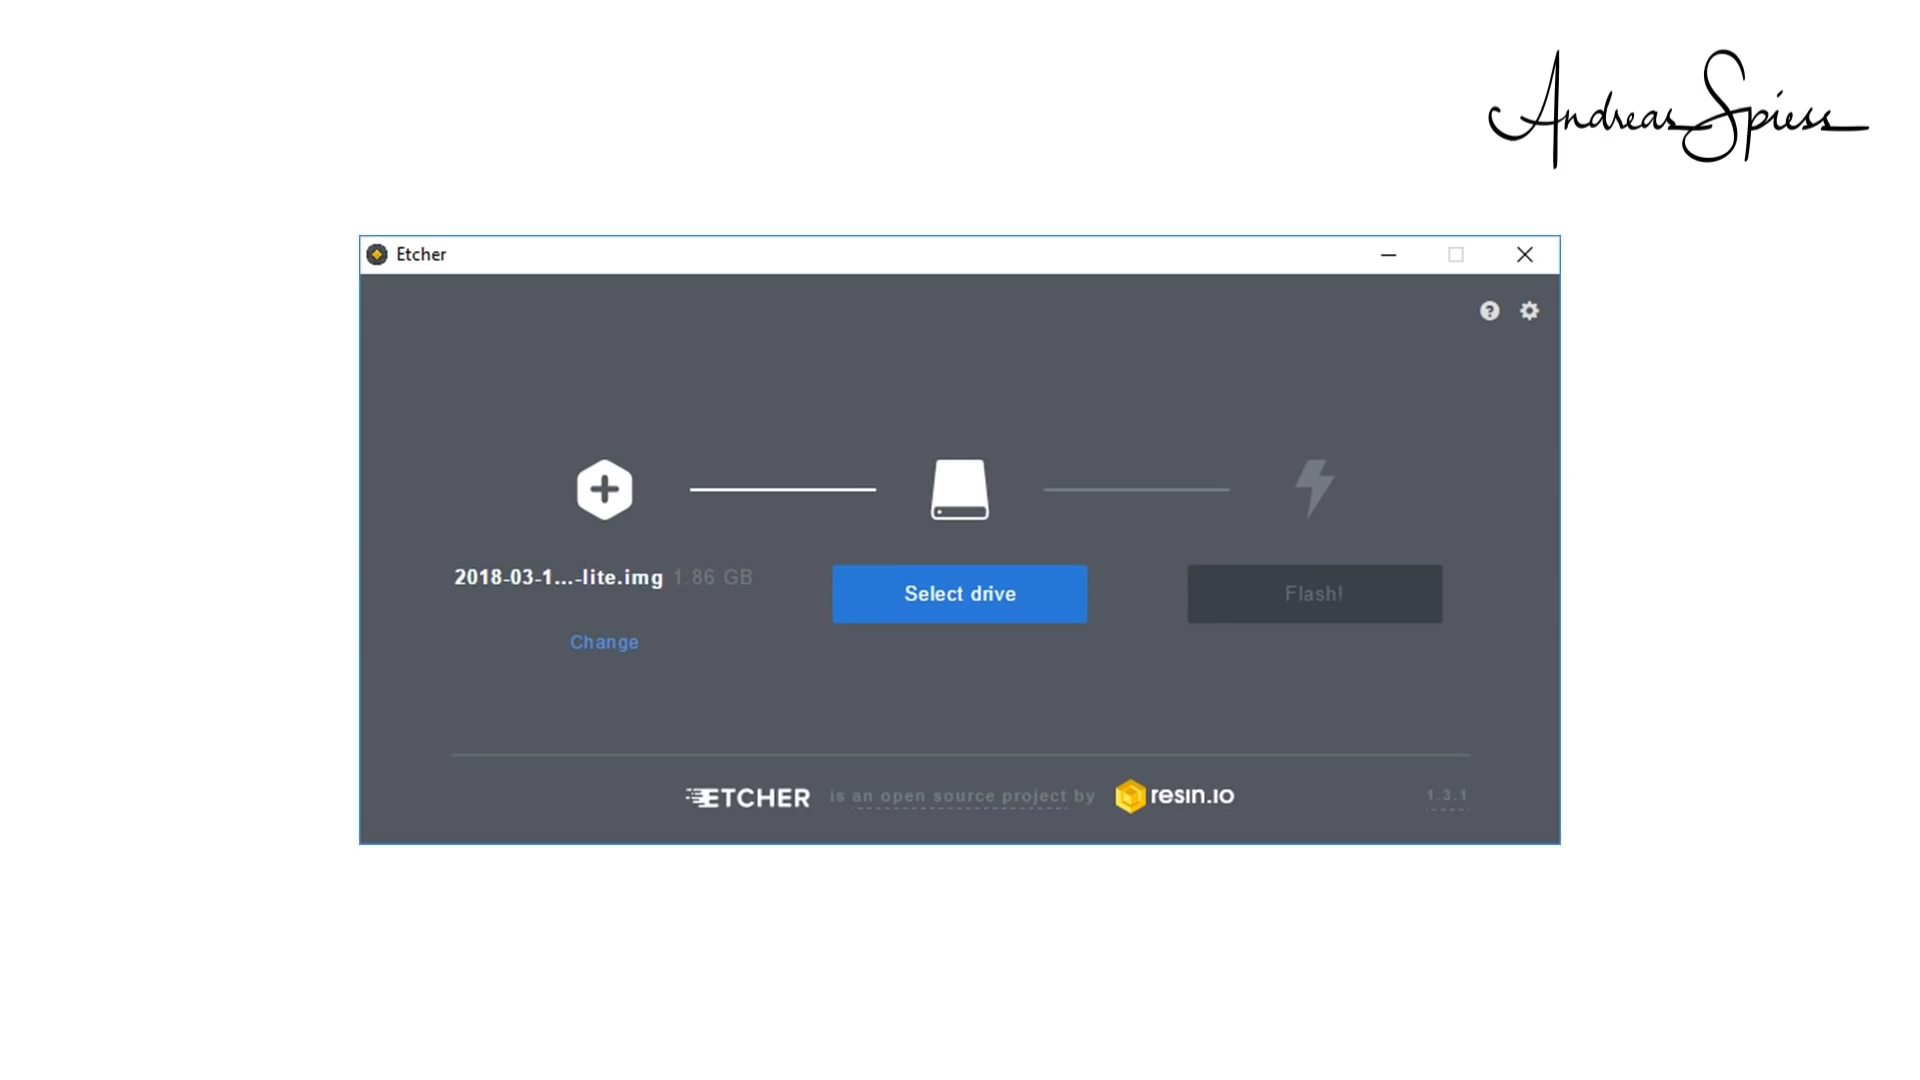 Andreas Spiess
Etcher
2018-03-1...-lite.img 1.86 GB
Select drive
Flash!
Change
ETCHER is an open source project by resin.io
1.3.1